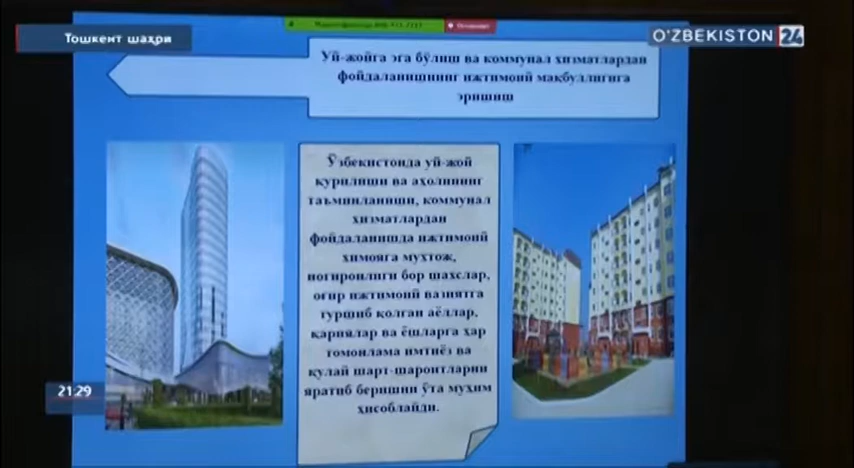 Тошкент шаҳри
O'ZBEKISTON 24
Уй-жойга эга бўлиш ва коммунал хизматлардан
фойдаланишнинг ижтимоий мақбуллигига
эришиш
Ўзбекистонда уй-жой
қурилиши ва аҳолининг
таъминланиши, коммунал
хизматлардан
фойдаланишда ижтимоий
химояга мухтож,
ногиронлиги бор шахслар,
оғир ижтимоий вазиятга
тушиб қолган аёллар,
қариялар ва ёшларга ҳар
томонлама имтиёз ва
қулай шарт-шароитларни
яратиб беришни ўта муҳим
ҳисоблайди.
21:29